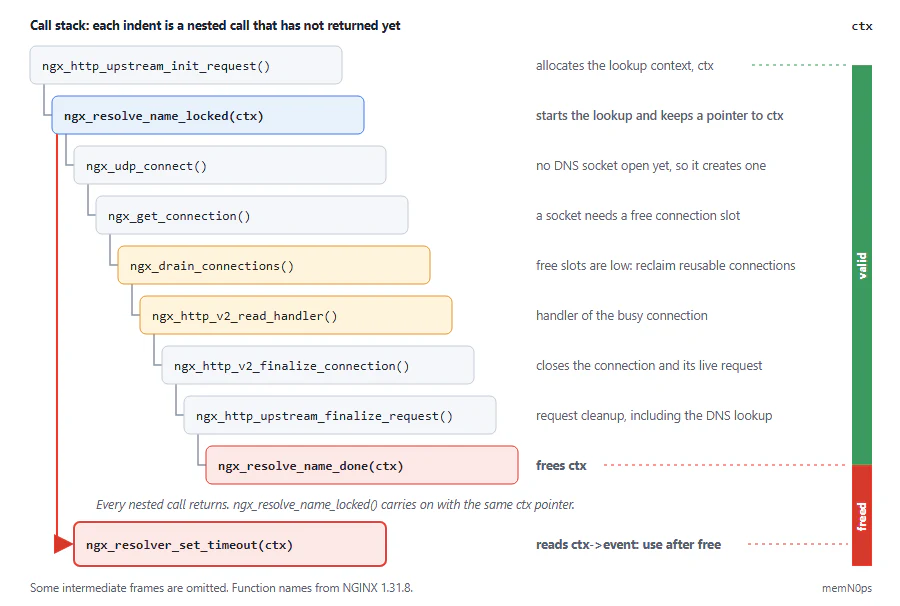 Call stack: each indent is a nested call that has not returned yet
ctx
ngx_http_upstream_init_request()
allocates the lookup context, ctx
ngx_resolve_name_locked(ctx)
starts the lookup and keeps a pointer to ctx
ngx_udp_connect()
no DNS socket open yet, so it creates one
ngx_get_connection()
a socket needs a free connection slot
ngx_drain_connections()
free slots are low: reclaim reusable connections
valid
ngx_http_v2_read_handler()
handler of the busy connection
ngx_http_v2_finalize_connection()
closes the connection and its live request
ngx_http_upstream_finalize_request()
request cleanup, including the DNS lookup
ngx_resolve_name_done(ctx)
frees ctx
Every nested call returns. ngx_resolve_name_locked() carries on with the same ctx pointer.
freed
ngx_resolver_set_timeout(ctx)
reads ctx->event: use after free
Some intermediate frames are omitted. Function names from NGINX 1.31.8.
memN0ps